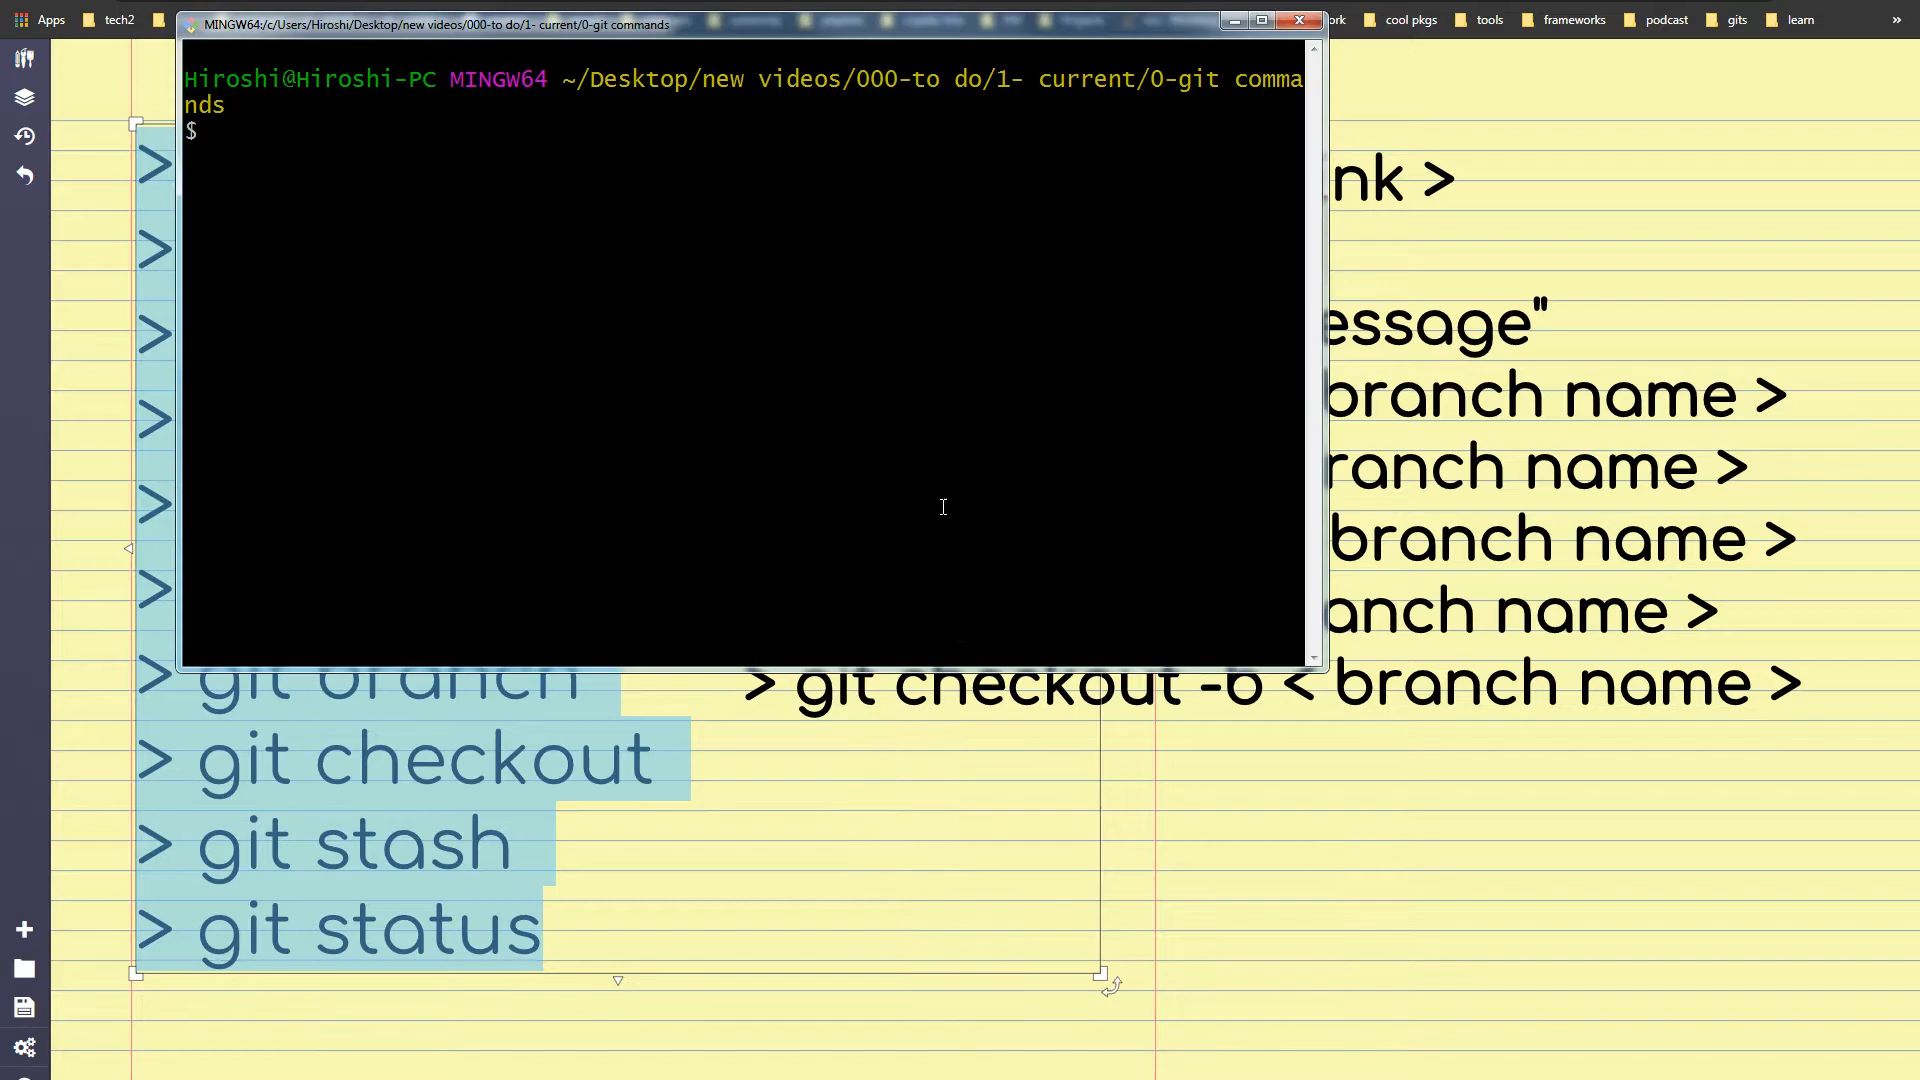 Apps tech2
rk cool pkgs tools frameworks podcast gits learn »
MINGW64:/c/Users/Hiroshi/Desktop/new videos/000-to do/1- current/0-git commands
Hiroshi@Hiroshi-PC MINGW64 ~/Desktop/new videos/000-to do/1- current/0-git comma
nds
$
>
>
>
>
>
>
> git branch
> git checkout
> git stash
> git status
nk >
essage"
branch name >
ranch name >
branch name >
anch name >
> git checkout -b < branch name >